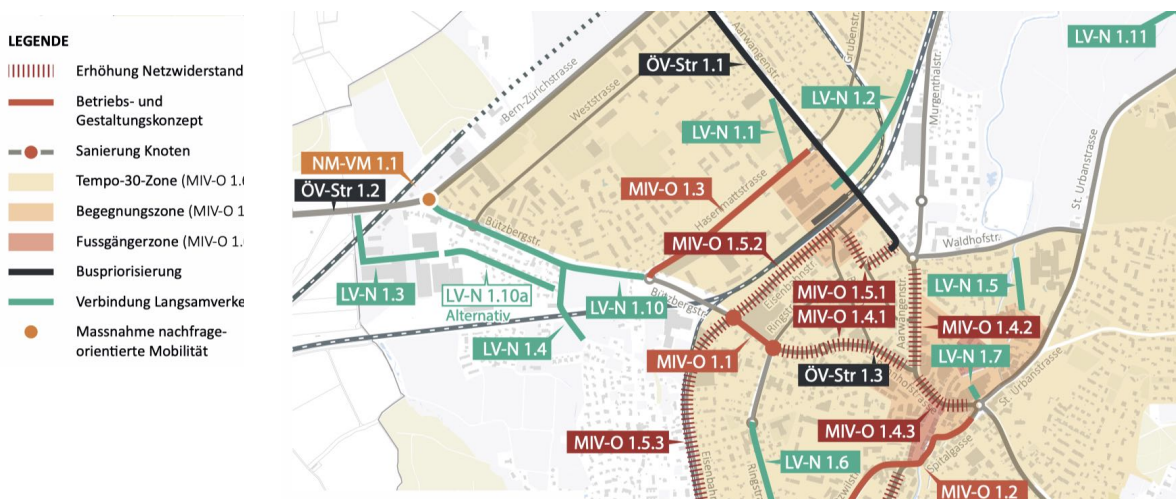 LEGENDE
Erhöhung Netzwiderstand
Betriebs- und
Gestaltungskonzept
Sanierung Knoten
Tempo-30-Zone (MIV-O 1.
Begegnungszone (MIV-O 1
Fussgängerzone (MIV-O 1.
Buspriorisierung
Verbindung Langsamverke
Massnahme nachfrage-
orientierte Mobilität
LV-N 1.11
ÖV-Str 1.1
Aarwangenstr.
Grubenstr.
Murgenthalstr.
LV-N 1.2
Bern-Zürichstrasse
Weststrasse
LV-N 1.1
NM-VM 1.1
ÖV-Str 1.2
MIV-O 1.3
Hasenmattstrasse
St. Urbanstrasse
Bützbergstr.
MIV-O 1.5.2
Waldhofstr.
LV-N 1.3
LV-N 1.10a
Alternativ
LV-N 1.10
Bützbergstr.
Eisenbahnstr.
Ringstr.
MIV-O 1.5.1
MIV-O 1.4.1
Aarwangenstr.
LV-N 1.5
MIV-O 1.4.2
LV-N 1.4
MIV-O 1.1
ÖV-Str 1.3
LV-N 1.7
St. Urbanstrasse
MIV-O 1.5.3
MIV-O 1.4.3
Spitalgasse
LV-N 1.6
MIV-O 1.2
Eisenbahn
Ringst